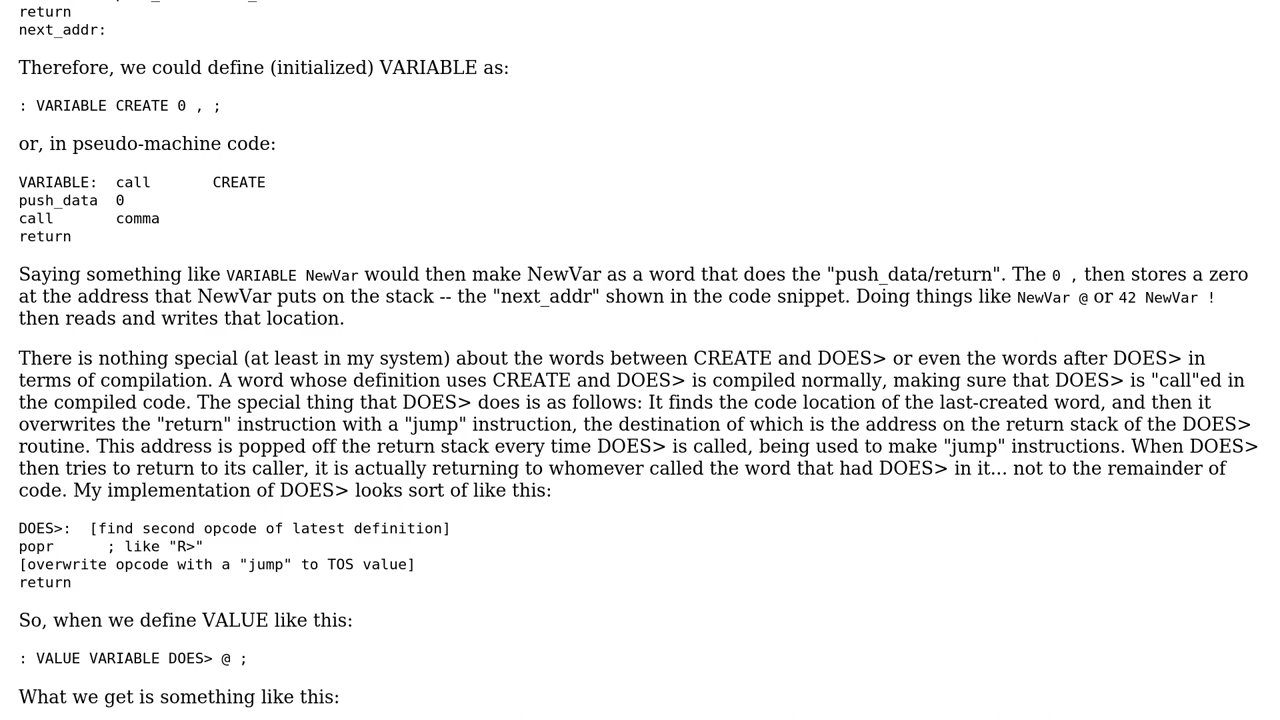 return
next_addr:
Therefore, we could define (initialized) VARIABLE as:
: VARIABLE CREATE 0 , ;
or, in pseudo-machine code:
VARIABLE:  call       CREATE
push_data  0
call       comma
return
Saying something like VARIABLE NewVar would then make NewVar as a word that does the "push_data/return". The 0 , then stores a zero
at the address that NewVar puts on the stack -- the "next_addr" shown in the code snippet. Doing things like NewVar @ or 42 NewVar !
then reads and writes that location.
There is nothing special (at least in my system) about the words between CREATE and DOES> or even the words after DOES> in
terms of compilation. A word whose definition uses CREATE and DOES> is compiled normally, making sure that DOES> is "call"ed in
the compiled code. The special thing that DOES> does is as follows: It finds the code location of the last-created word, and then it
overwrites the "return" instruction with a "jump" instruction, the destination of which is the address on the return stack of the DOES>
routine. This address is popped off the return stack every time DOES> is called, being used to make "jump" instructions. When DOES>
then tries to return to its caller, it is actually returning to whomever called the word that had DOES> in it... not to the remainder of
code. My implementation of DOES> looks sort of like this:
DOES>:  [find second opcode of latest definition]
popr      ; like "R>"
[overwrite opcode with a "jump" to TOS value]
return
So, when we define VALUE like this:
: VALUE VARIABLE DOES> @ ;
What we get is something like this: